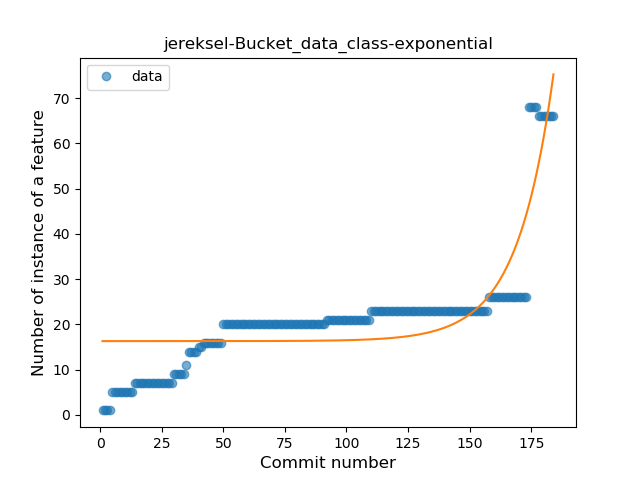 jereksel-Bucket_data_class-exponential
data
Number of instance of a feature
70
60
50
40
30
20
10
0
0 25 50 75 100 125 150 175
Commit number